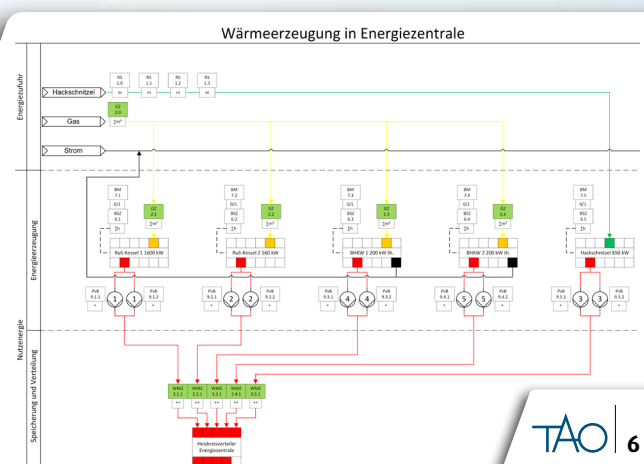 Wärmeerzeugung in Energiezentrale
Energiezufuhr
RS
1.0
m
RS
1.1
m
RS
1.2
m
RS
1.3
m
Hackschnitzel
GZ
2.0
∑m³
Gas
Strom
Nutzenergie
Energieerzeugung
BM
7.1
0/1
BSZ
6.1
∑h
GZ
2.1
∑m³
RuS-Kessel 1 1600 kW
BM
7.2
0/1
BSZ
6.2
∑h
GZ
2.2
∑m³
RuS-Kessel 2 560 kW
BM
7.3
0/1
BSZ
6.3
∑h
GZ
2.3
∑m³
BHKW 1 200 kW th.
BM
7.4
0/1
BSZ
6.4
∑h
GZ
2.4
∑m³
BHKW 2 200 kW th.
BM
7.5
0/1
BSZ
6.5
∑h
Hackschnitzel 850 kW
PvB
9.1.1
*
1
1
PvB
9.1.2
*
PvB
9.2.1
*
2
2
PvB
9.2.2
*
PvB
9.3.1
*
4
4
PvB
9.3.2
*
PvB
9.4.1
*
5
5
PvB
9.4.2
*
PvB
9.5.1
*
3
3
PvB
9.5.2
*
Speicherung und Verteilung
WMZ
3.1.1
**
WMZ
3.2.1
**
WMZ
3.3.1
**
WMZ
3.4.1
**
WMZ
3.5.1
**
Heizkreisverteiler
Energiezentrale
TAO
6